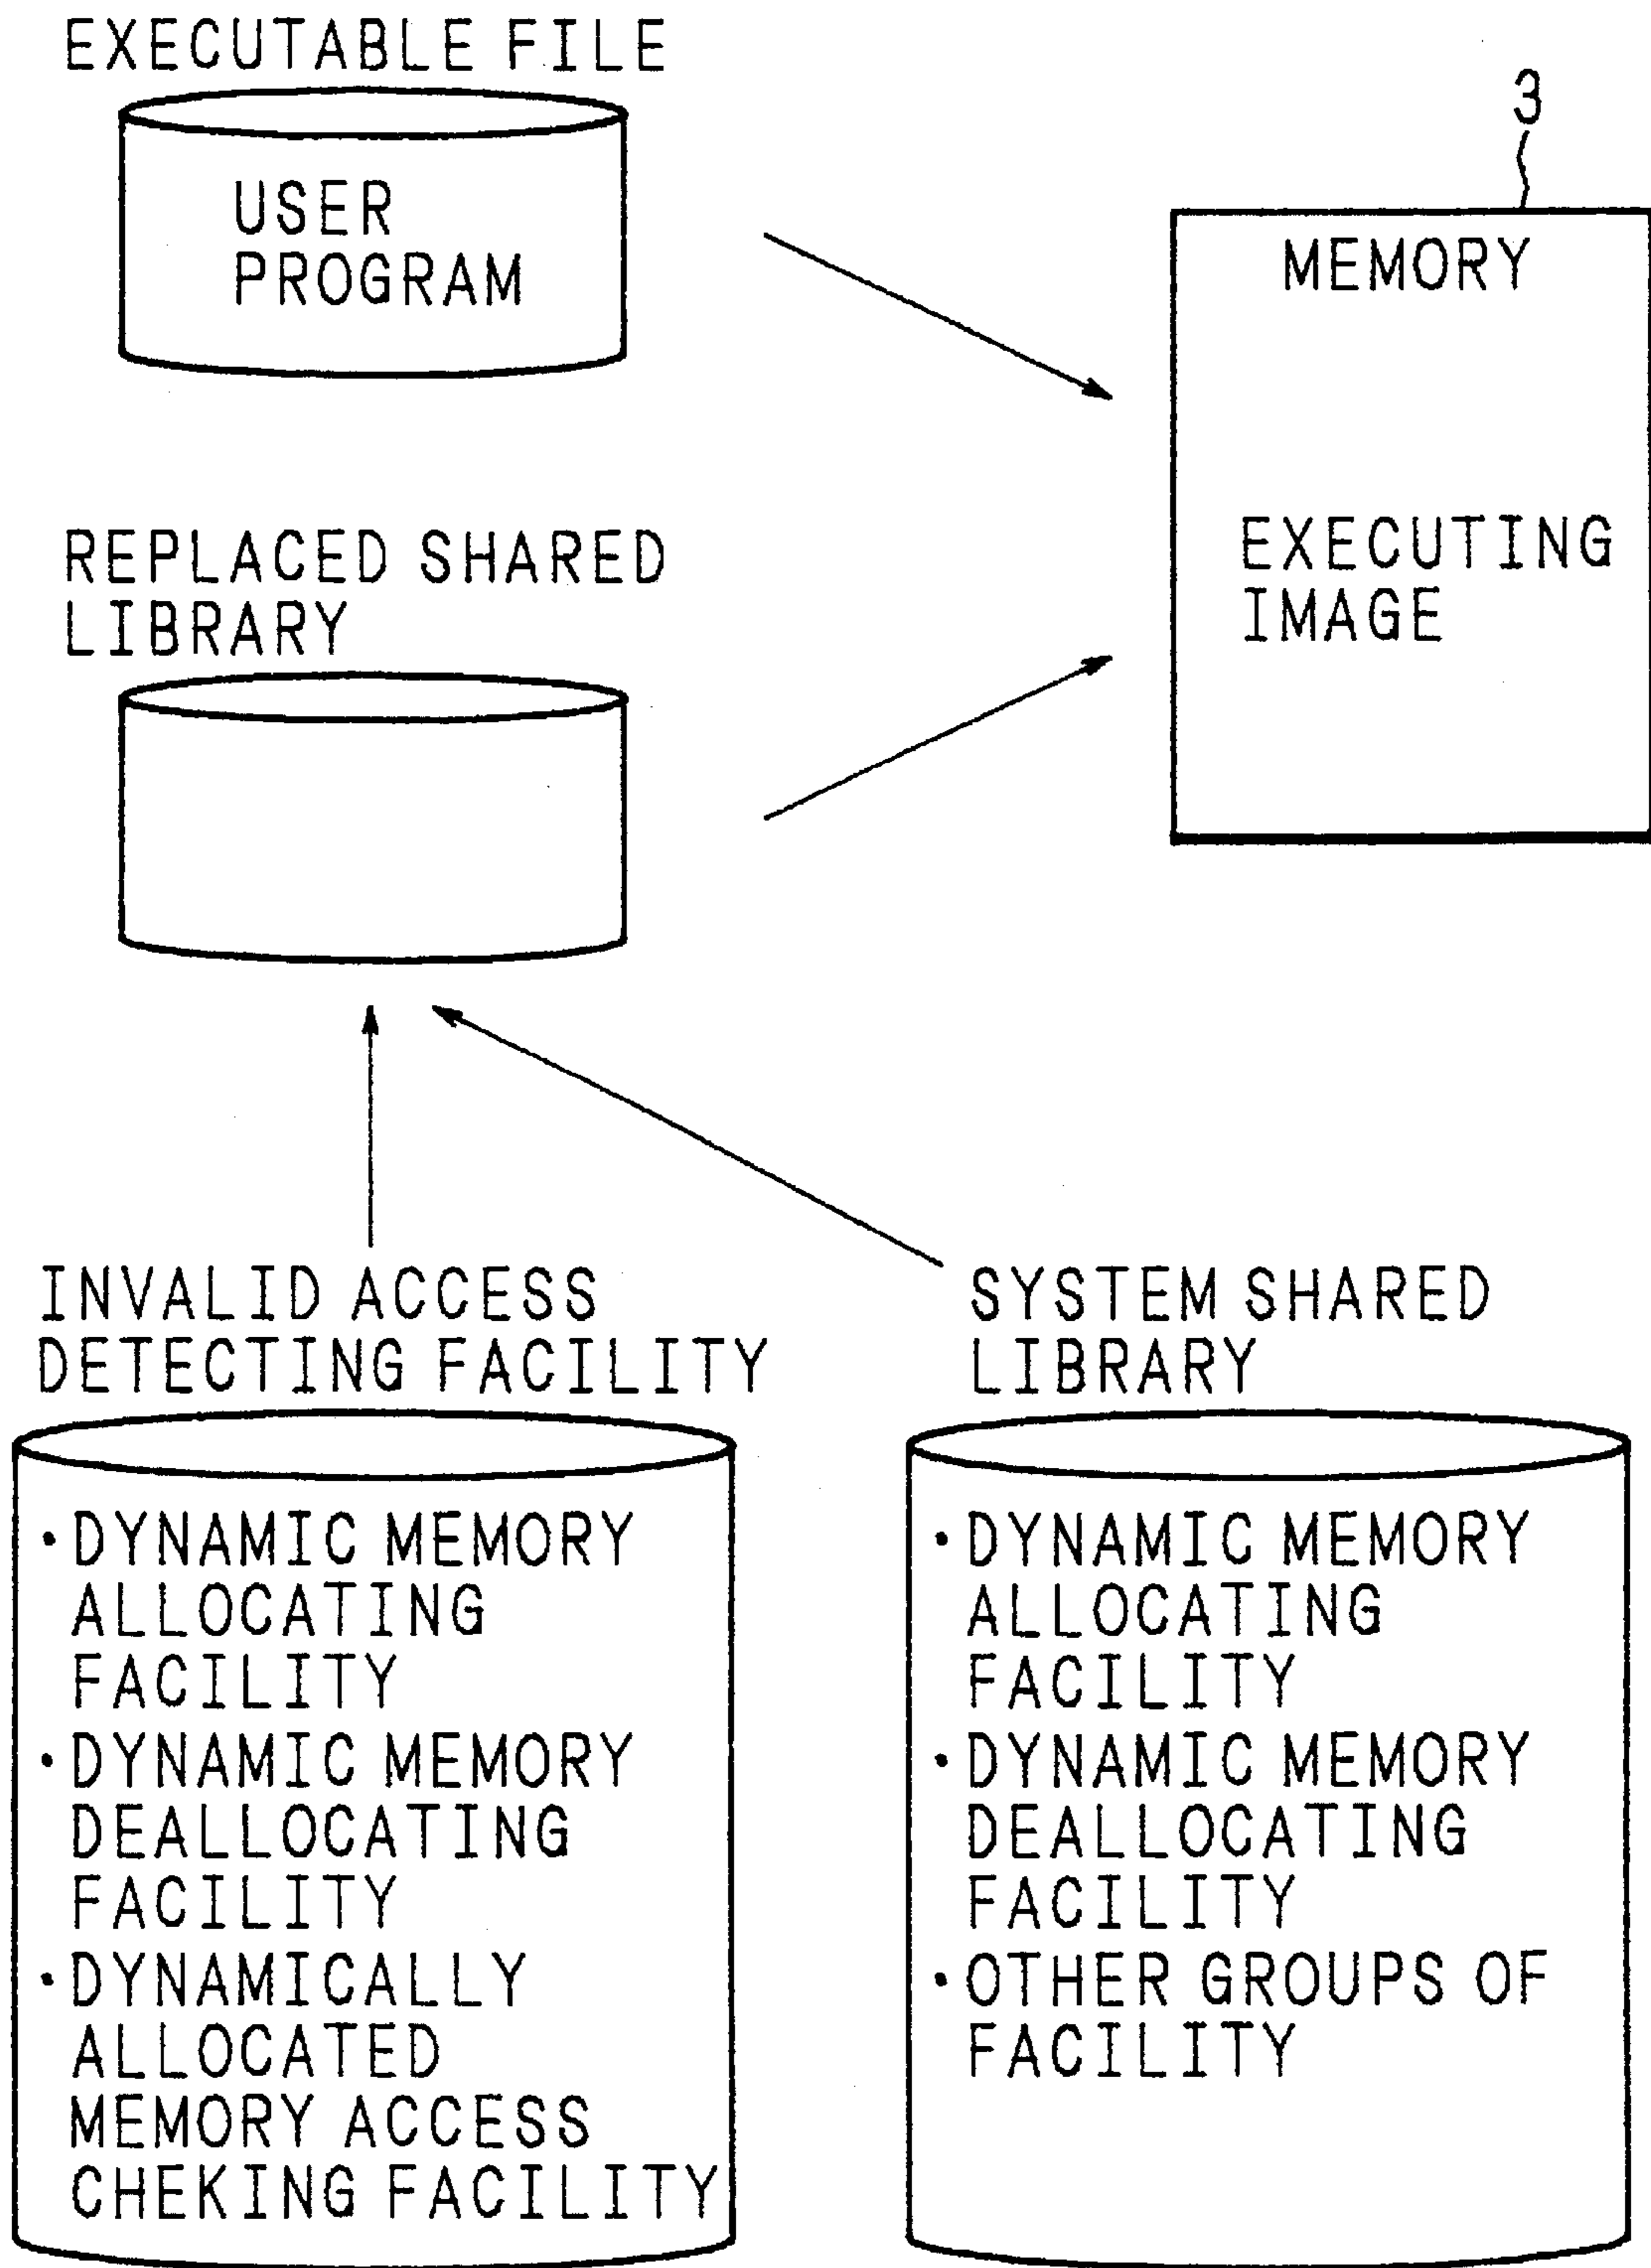 EXECUTABLE FILE
USER
PROGRAM
3
MEMORY
EXECUTING
IMAGE
REPLACED SHARED
LIBRARY
INVALID ACCESS
DETECTING FACILITY
•DYNAMIC MEMORY
ALLOCATING
FACILITY
•DYNAMIC MEMORY
DEALLOCATING
FACILITY
•DYNAMICALLY
ALLOCATED
MEMORY ACCESS
CHEKING FACILITY
SYSTEM SHARED
LIBRARY
•DYNAMIC MEMORY
ALLOCATING
FACILITY
•DYNAMIC MEMORY
DEALLOCATING
FACILITY
•OTHER GROUPS OF
FACILITY